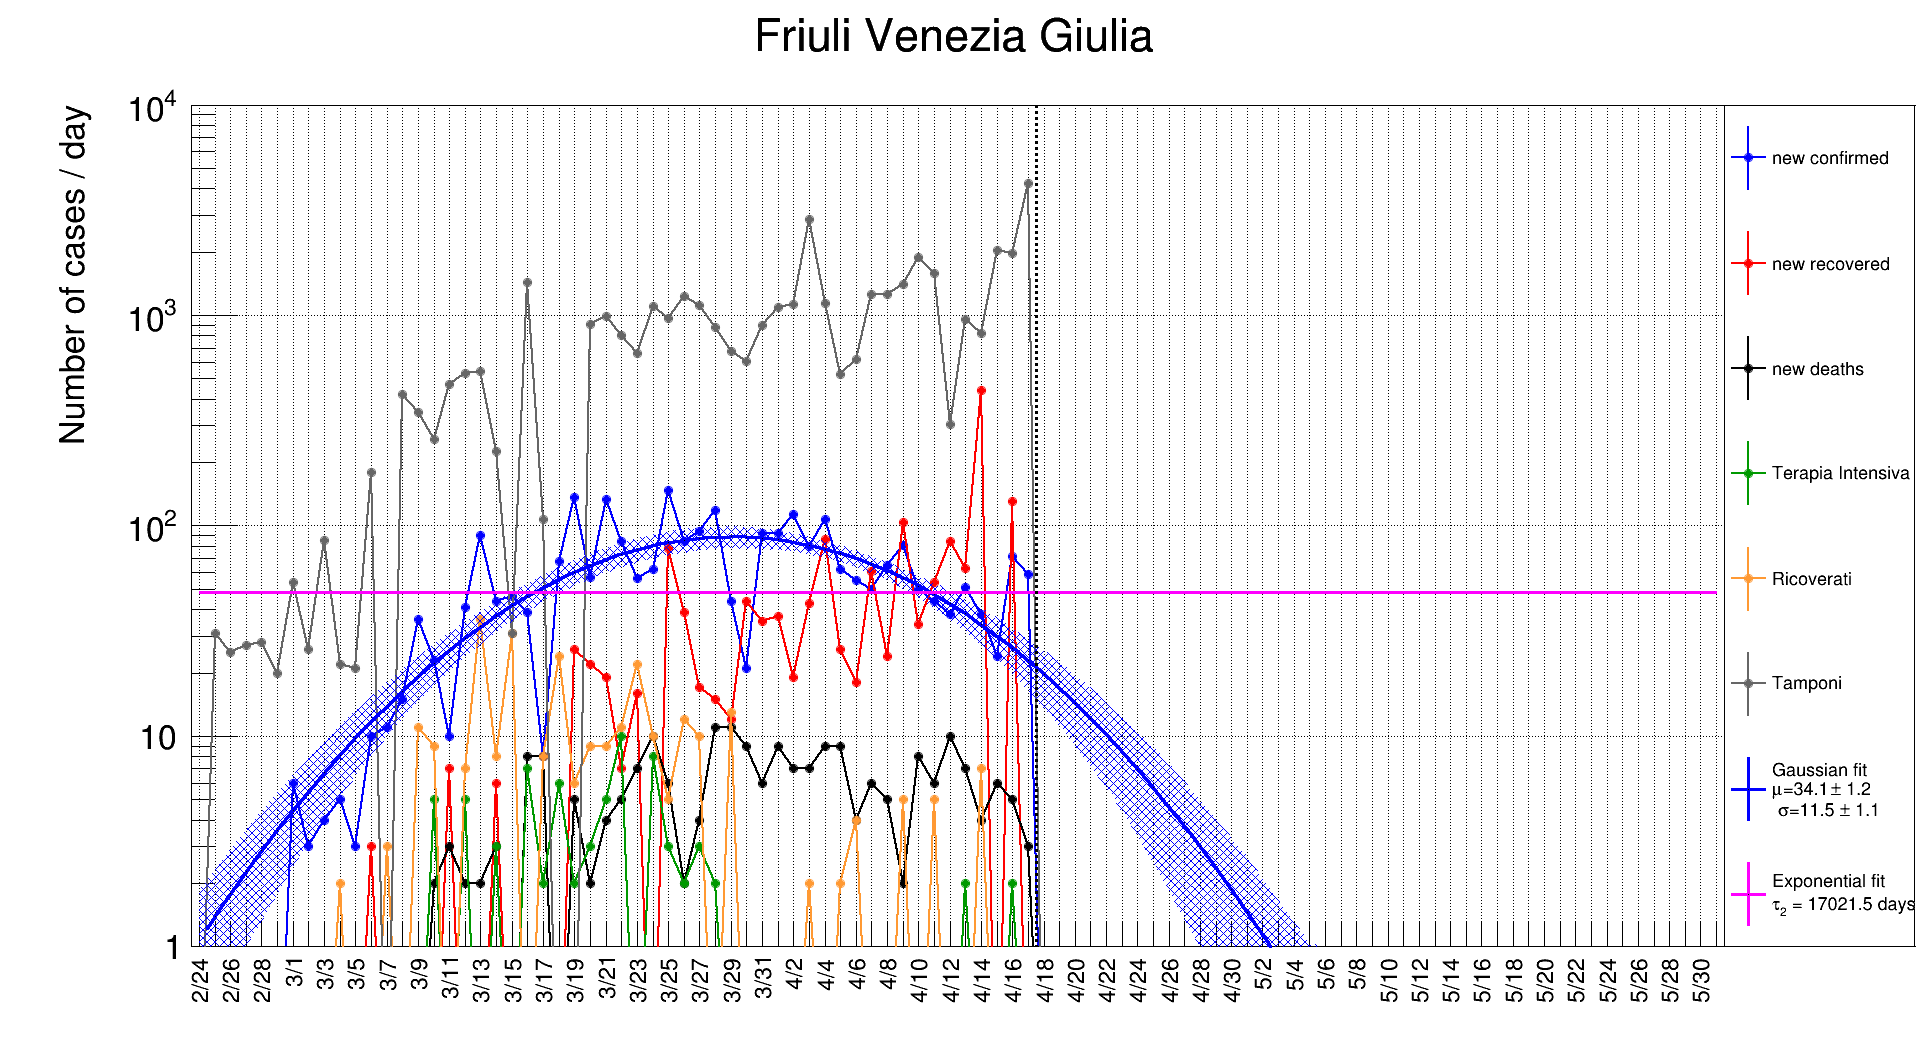 Friuli Venezia Giulia
Number of cases / day
10^4
10^3
10^2
10
1
2/24 2/26 2/28 3/1 3/3 3/5 3/7 3/9 3/11 3/13 3/15 3/17 3/19 3/21 3/23 3/25 3/27 3/29 3/31 4/2 4/4 4/6 4/8 4/10 4/12 4/14 4/16 4/18 4/20 4/22 4/24 4/26 4/28 4/30 5/2 5/4 5/6 5/8 5/10 5/12 5/14 5/16 5/18 5/20 5/22 5/24 5/26 5/28 5/30
new confirmed
new recovered
new deaths
Terapia Intensiva
Ricoverati
Tamponi
Gaussian fit
μ=34.1 ± 1.2
σ=11.5 ± 1.1
Exponential fit
τ₂ = 17021.5 days